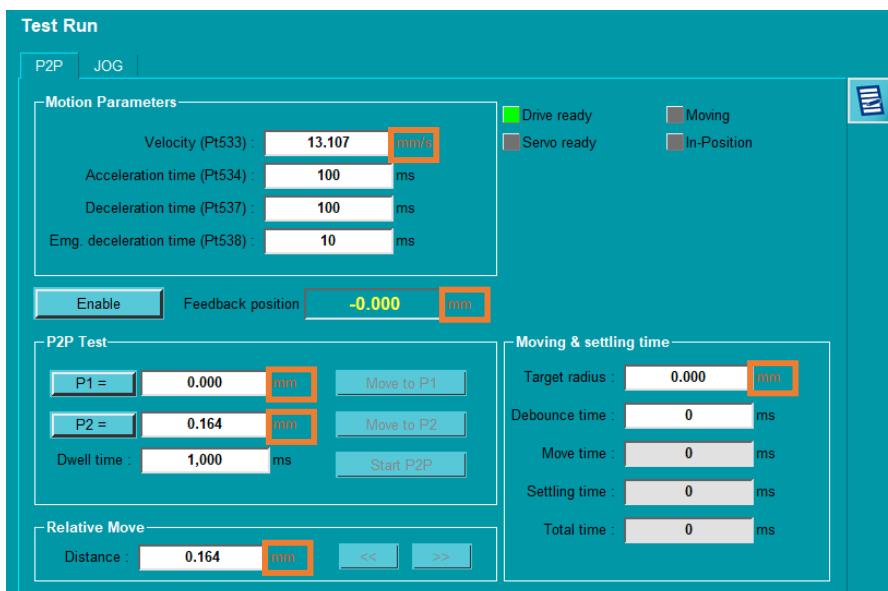 Test Run
P2P JOG
Motion Parameters
Velocity (Pt533) : 13.107 mm/s
Acceleration time (Pt534) : 100 ms
Deceleration time (Pt537) : 100 ms
Emg. deceleration time (Pt538) : 10 ms
Drive ready Moving
Servo ready In-Position
Enable Feedback position -0.000 mm
P2P Test
P1 = 0.000 mm Move to P1
P2 = 0.164 mm Move to P2
Dwell time : 1,000 ms Start P2P
Relative Move
Distance : 0.164 mm << >>
Moving & settling time
Target radius : 0.000 mm
Debounce time : 0 ms
Move time : 0 ms
Settling time : 0 ms
Total time : 0 ms